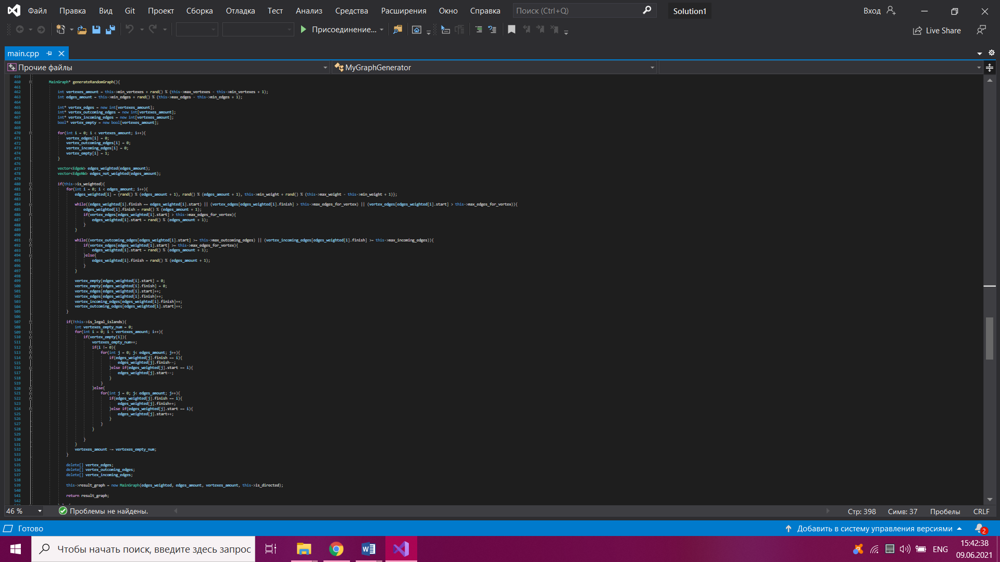 Файл Правка Вид Git Проект Сборка Отладка Тест Анализ Средства Расширения Окно Справка Поиск (Ctrl+Q) Solution1 Вход
Присоединение... Live Share
main.cpp
Прочие файлы MyGraphGenerator
459
460 MainGraph* generateRandomGraph(){
461
462 int vertexes_amount = this->min_vertexes + rand() % (this->max_vertexes - this->min_vertexes + 1);
463 int edges_amount = this->min_edges + rand() % (this->max_edges - this->min_edges + 1);
464
465 int* vertex_edges = new int[vertexes_amount];
466 int* vertex_outcoming_edges = new int[vertexes_amount];
467 int* vertex_incoming_edges = new int[vertexes_amount];
468 bool* vertex_empty = new bool[vertexes_amount];
469
470 for(int i = 0; i < vertexes_amount; i++){
471 vertex_edges[i] = 0;
472 vertex_outcoming_edges[i] = 0;
473 vertex_incoming_edges[i] = 0;
474 vertex_empty[i] = 1;
475 }
476
477 vector<EdgeW> edges_weighted(edges_amount);
478 vector<EdgeNW> edges_not_weighted(edges_amount);
479
480 if(this->is_weighted){
481 for(int i = 0; i < edges_amount; i++){
482 edges_weighted[i] = {rand() % (edges_amount + 1), rand() % (edges_amount + 1), this->min_weight + rand() % (this->max_weight - this->min_weight + 1)};
483
484 while((edges_weighted[i].finish == edges_weighted[i].start) || (vertex_edges[edges_weighted[i].finish] > this->max_edges_for_vertex) || (vertex_edges[edges_weighted[i].start] > this->max_edges_for_vertex)){
485 edges_weighted[i].finish = rand() % (edges_amount + 1);
486 if(vertex_edges[edges_weighted[i].start] > this->max_edges_for_vertex){
487 edges_weighted[i].start = rand() % (edges_amount + 1);
488 }
489 }
490
491 while((vertex_outcoming_edges[edges_weighted[i].start] >= this->max_outcoming_edges) || (vertex_incoming_edges[edges_weighted[i].finish] >= this->max_incoming_edges)){
492 if(vertex_edges[edges_weighted[i].start] >= this->max_edges_for_vertex){
493 edges_weighted[i].start = rand() % (edges_amount + 1);
494 }else{
495 edges_weighted[i].finish = rand() % (edges_amount + 1);
496 }
497 }
498
499 vertex_empty[edges_weighted[i].start] = 0;
500 vertex_empty[edges_weighted[i].finish] = 0;
501 vertex_edges[edges_weighted[i].start]++;
502 vertex_edges[edges_weighted[i].finish]++;
503 vertex_incoming_edges[edges_weighted[i].finish]++;
504 vertex_outcoming_edges[edges_weighted[i].start]++;
505 }
506
507 if(!this->is_legal_islands){
508 int vertexes_empty_num = 0;
509 for(int i = 0; i < vertexes_amount; i++){
510 if(vertex_empty[i]){
511 vertexes_empty_num++;
512 if(i != 0){
513 for(int j = 0; j< edges_amount; j++){
514 if(edges_weighted[j].finish == i){
515 edges_weighted[j].finish--;
516 }else if(edges_weighted[j].start == i){
517 edges_weighted[j].start--;
518 }
519 }
520 }else{
521 for(int j = 0; j< edges_amount; j++){
522 if(edges_weighted[j].finish == i){
523 edges_weighted[j].finish++;
524 }else if(edges_weighted[j].start == i){
525 edges_weighted[j].start++;
526 }
527 }
528 }
529
530 }
531 }
532 vertexes_amount -= vertexes_empty_num;
533 }
534
535 delete[] vertex_edges;
536 delete[] vertex_outcoming_edges;
537 delete[] vertex_incoming_edges;
538
539 this->result_graph = new MainGraph(edges_weighted, edges_amount, vertexes_amount, this->is_directed);
540
541 return result_graph;
542
46 % Проблемы не найдены. Стр: 398 Симв: 37 Пробелы CRLF
Готово Добавить в систему управления версиями 2
Чтобы начать поиск, введите здесь запрос ENG 15:42:38
09.06.2021